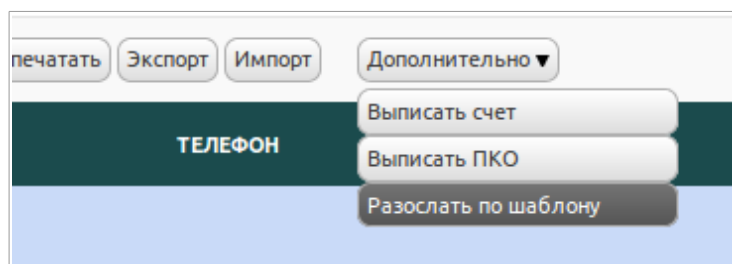 печатать Экспорт Импорт Дополнительно ▼
Выписать счет
ТЕЛЕФОН
Выписать ПКО
Разослать по шаблону